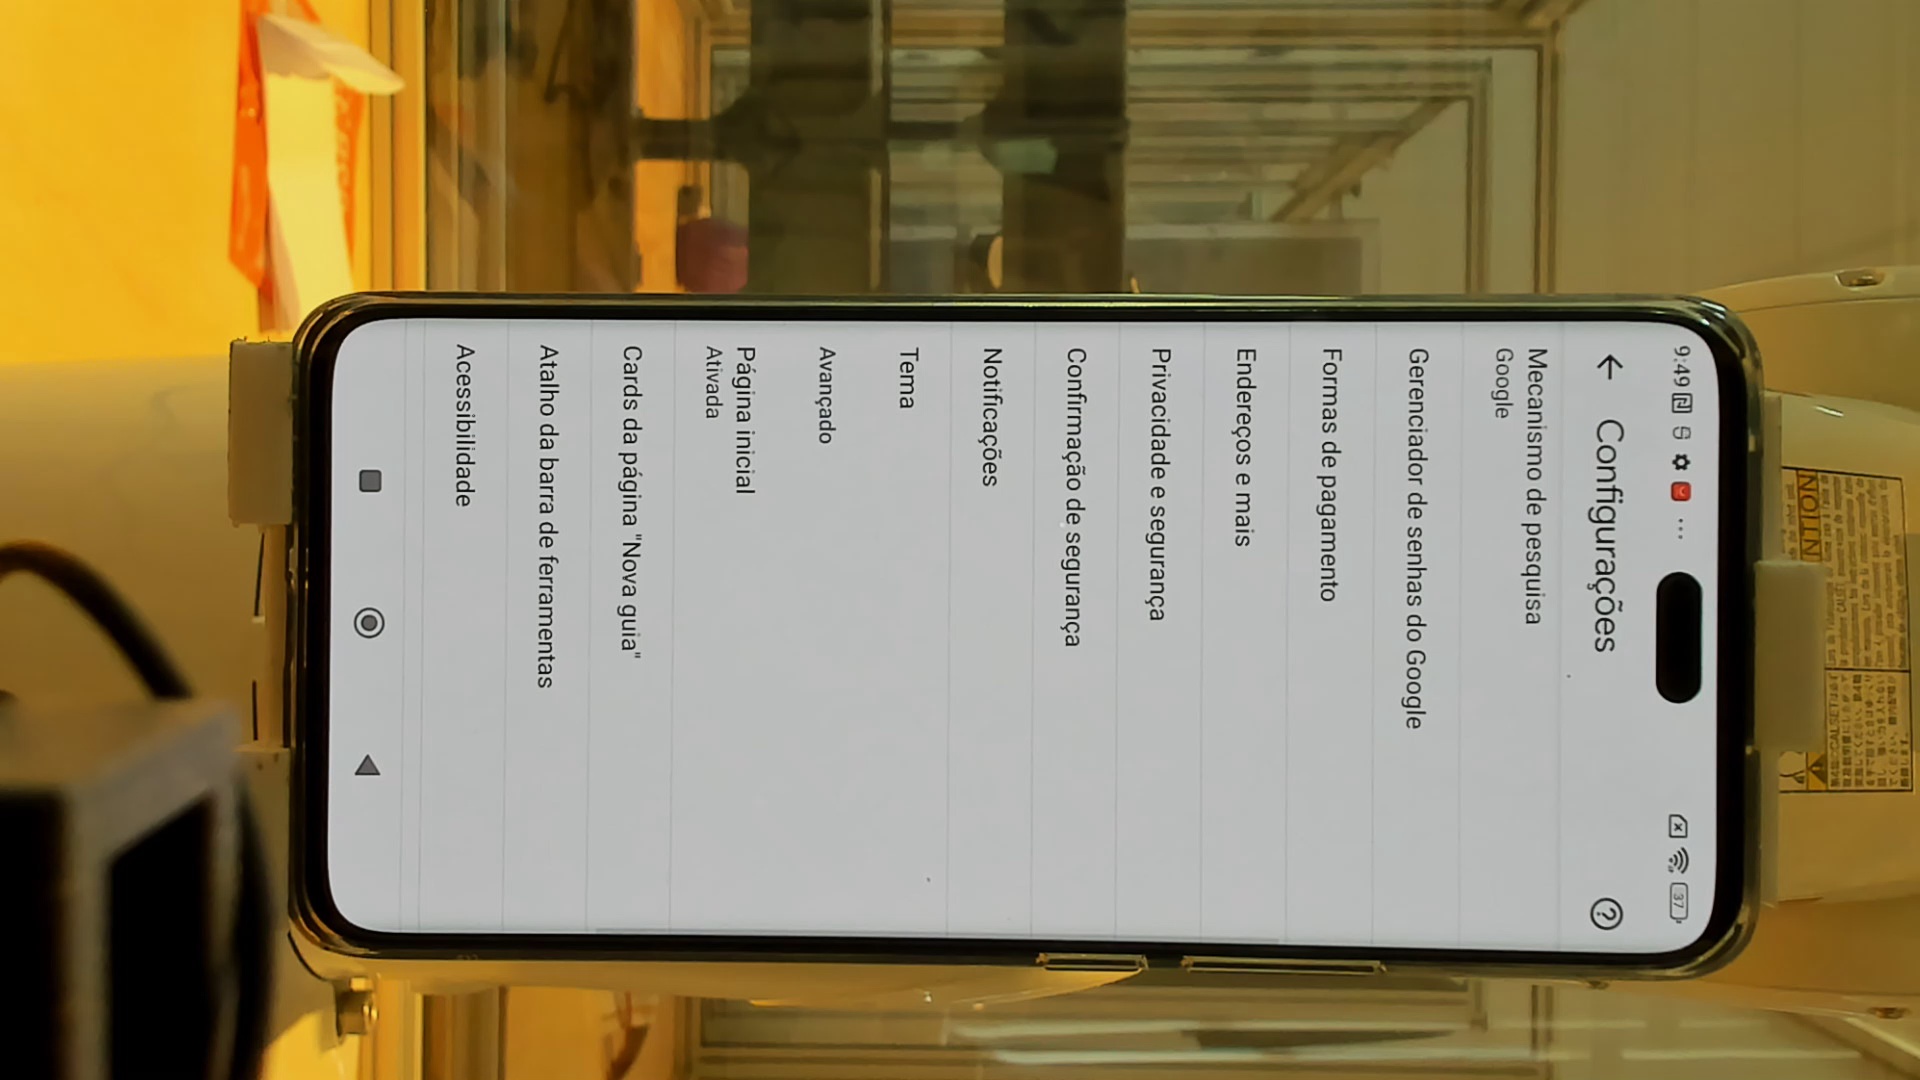 9:49
37
Configurações
Mecanismo de pesquisa
Google
Gerenciador de senhas do Google
Formas de pagamento
Endereços e mais
Privacidade e segurança
Confirmação de segurança
Notificações
Tema
Avançado
Página inicial
Ativada
Cards da página "Nova guia"
Atalho da barra de ferramentas
Acessibilidade